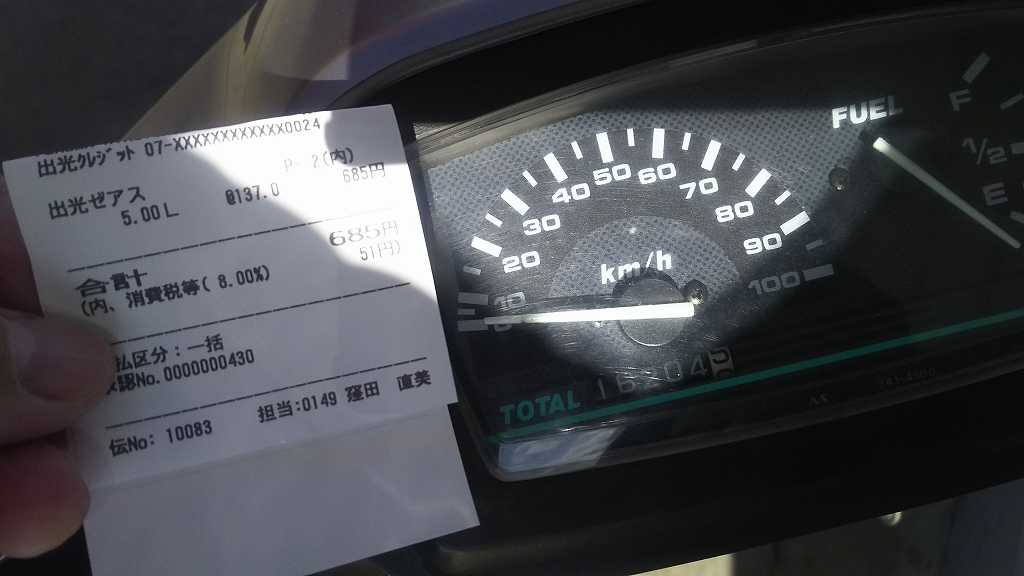 出光クレジット 07-XXXXXXXXXXXX0024
P- 2(内)
出光ゼアス 685円
5.00L @137.0
合計 685円
(内、消費税等( 8.00%) 51円)
払区分:一括
認No.0000000430
伝No: 10083 担当:0149 窪田 直美
10
20
30
40
50
60
70
80
90
100
km/h
TOTAL
FUEL
F
1/2
E